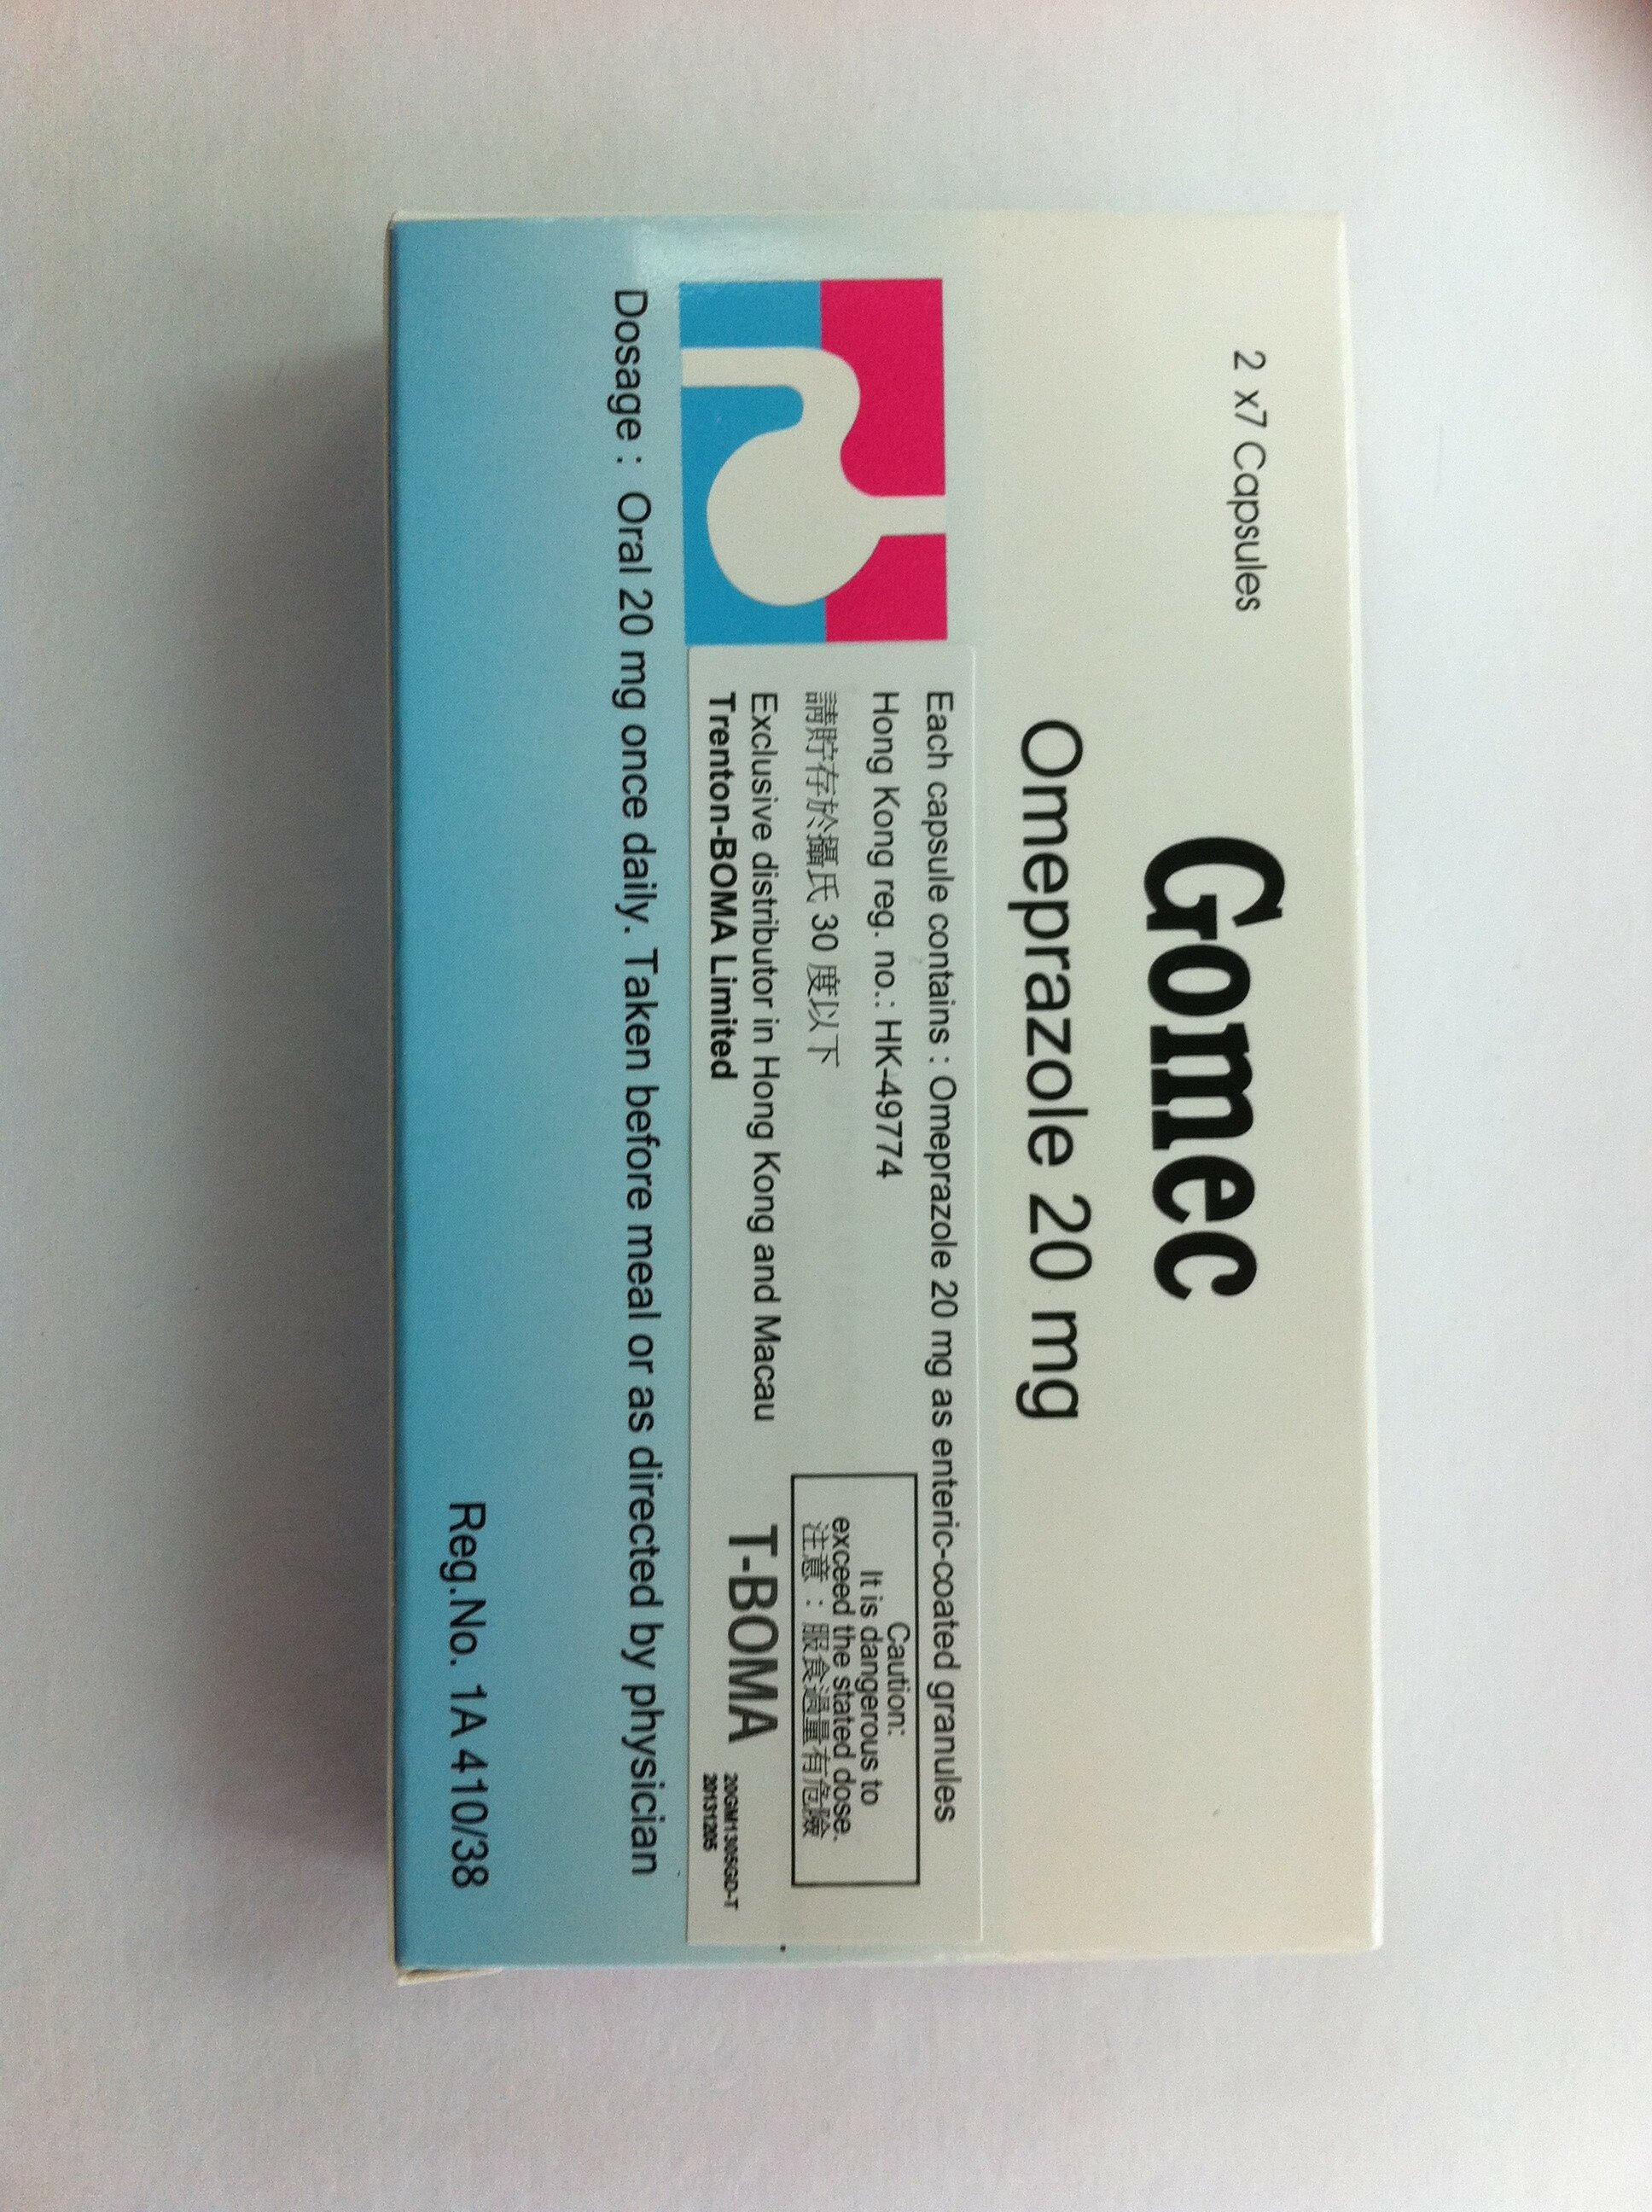 2 x7 Capsules
Gomec
Omeprazole 20 mg
Each capsule contains : Omeprazole 20 mg as enteric-coated granules
Hong Kong reg. no.: HK-49774
請貯存於攝氏 30 度以下
Exclusive distributor in Hong Kong and Macau
Trenton-BOMA Limited
Caution:
It is dangerous to
exceed the stated dose.
注意：服食過量有危險
T-BOMA
20GM1305GD-T
20131205
Dosage : Oral 20 mg once daily. Taken before meal or as directed by physician
Reg.No. 1A 410/38